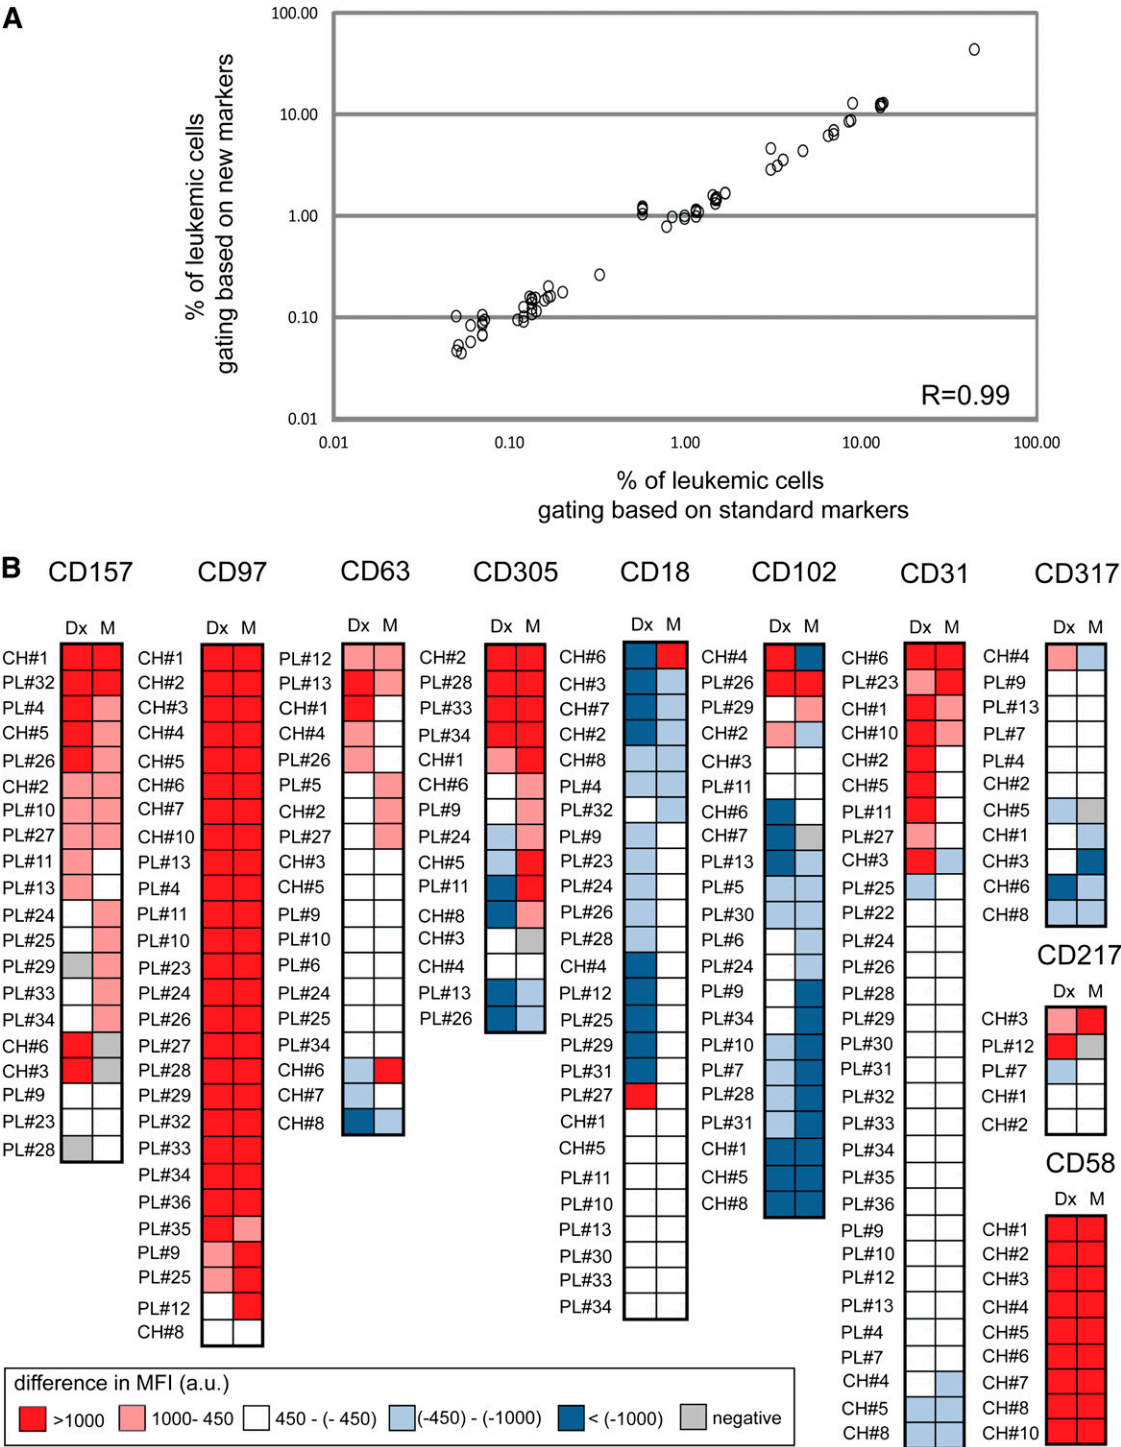 A
100.00
10.00
1.00
0.10
0.01
% of leukemic cells
gating based on new markers
R=0.99
0.01 0.10 1.00 10.00 100.00
% of leukemic cells
gating based on standard markers
B
CD157
Dx M
CH#1
PL#32
PL#4
CH#5
PL#26
CH#2
PL#10
PL#27
PL#11
PL#13
PL#24
PL#25
PL#29
PL#33
PL#34
CH#6
CH#3
PL#9
PL#23
PL#28
CD97
Dx M
CH#1
CH#2
CH#3
CH#4
CH#5
CH#6
CH#7
CH#10
PL#13
PL#4
PL#11
PL#10
PL#23
PL#24
PL#26
PL#27
PL#28
PL#29
PL#32
PL#33
PL#34
PL#36
PL#35
PL#9
PL#25
PL#12
CH#8
CD63
Dx M
PL#12
PL#13
CH#1
CH#4
PL#26
PL#5
CH#2
PL#27
CH#3
CH#5
PL#9
PL#10
PL#6
PL#24
PL#25
PL#34
CH#6
CH#7
CH#8
CD305
Dx M
CH#2
PL#28
PL#33
PL#34
CH#1
CH#6
PL#9
PL#24
CH#5
PL#11
CH#8
CH#3
CH#4
PL#13
PL#26
CD18
Dx M
CH#6
CH#3
CH#7
CH#2
CH#8
PL#4
PL#32
PL#9
PL#23
PL#24
PL#26
PL#28
CH#4
PL#12
PL#25
PL#29
PL#31
PL#27
CH#1
CH#5
PL#11
PL#10
PL#13
PL#30
PL#33
PL#34
CD102
Dx M
CH#4
PL#26
PL#29
CH#2
CH#3
PL#11
CH#6
CH#7
PL#13
PL#5
PL#30
PL#6
PL#24
PL#9
PL#34
PL#10
PL#7
PL#28
PL#31
CH#1
CH#5
CH#8
CD31
Dx M
CH#6
PL#23
CH#1
CH#10
CH#2
CH#5
PL#11
PL#27
CH#3
PL#25
PL#22
PL#24
PL#26
PL#28
PL#29
PL#30
PL#31
PL#32
PL#33
PL#34
PL#35
PL#36
PL#9
PL#10
PL#12
PL#13
PL#4
PL#7
CH#4
CH#5
CH#8
CD317
Dx M
CH#4
PL#9
PL#13
PL#7
PL#4
CH#2
CH#5
CH#1
CH#3
CH#6
CH#8
CD217
Dx M
CH#3
PL#12
PL#7
CH#1
CH#2
CD58
Dx M
CH#1
CH#2
CH#3
CH#4
CH#5
CH#6
CH#7
CH#8
CH#10
difference in MFI (a.u.)
>1000 1000- 450 450 - (- 450) (-450) - (-1000) < (-1000) negative